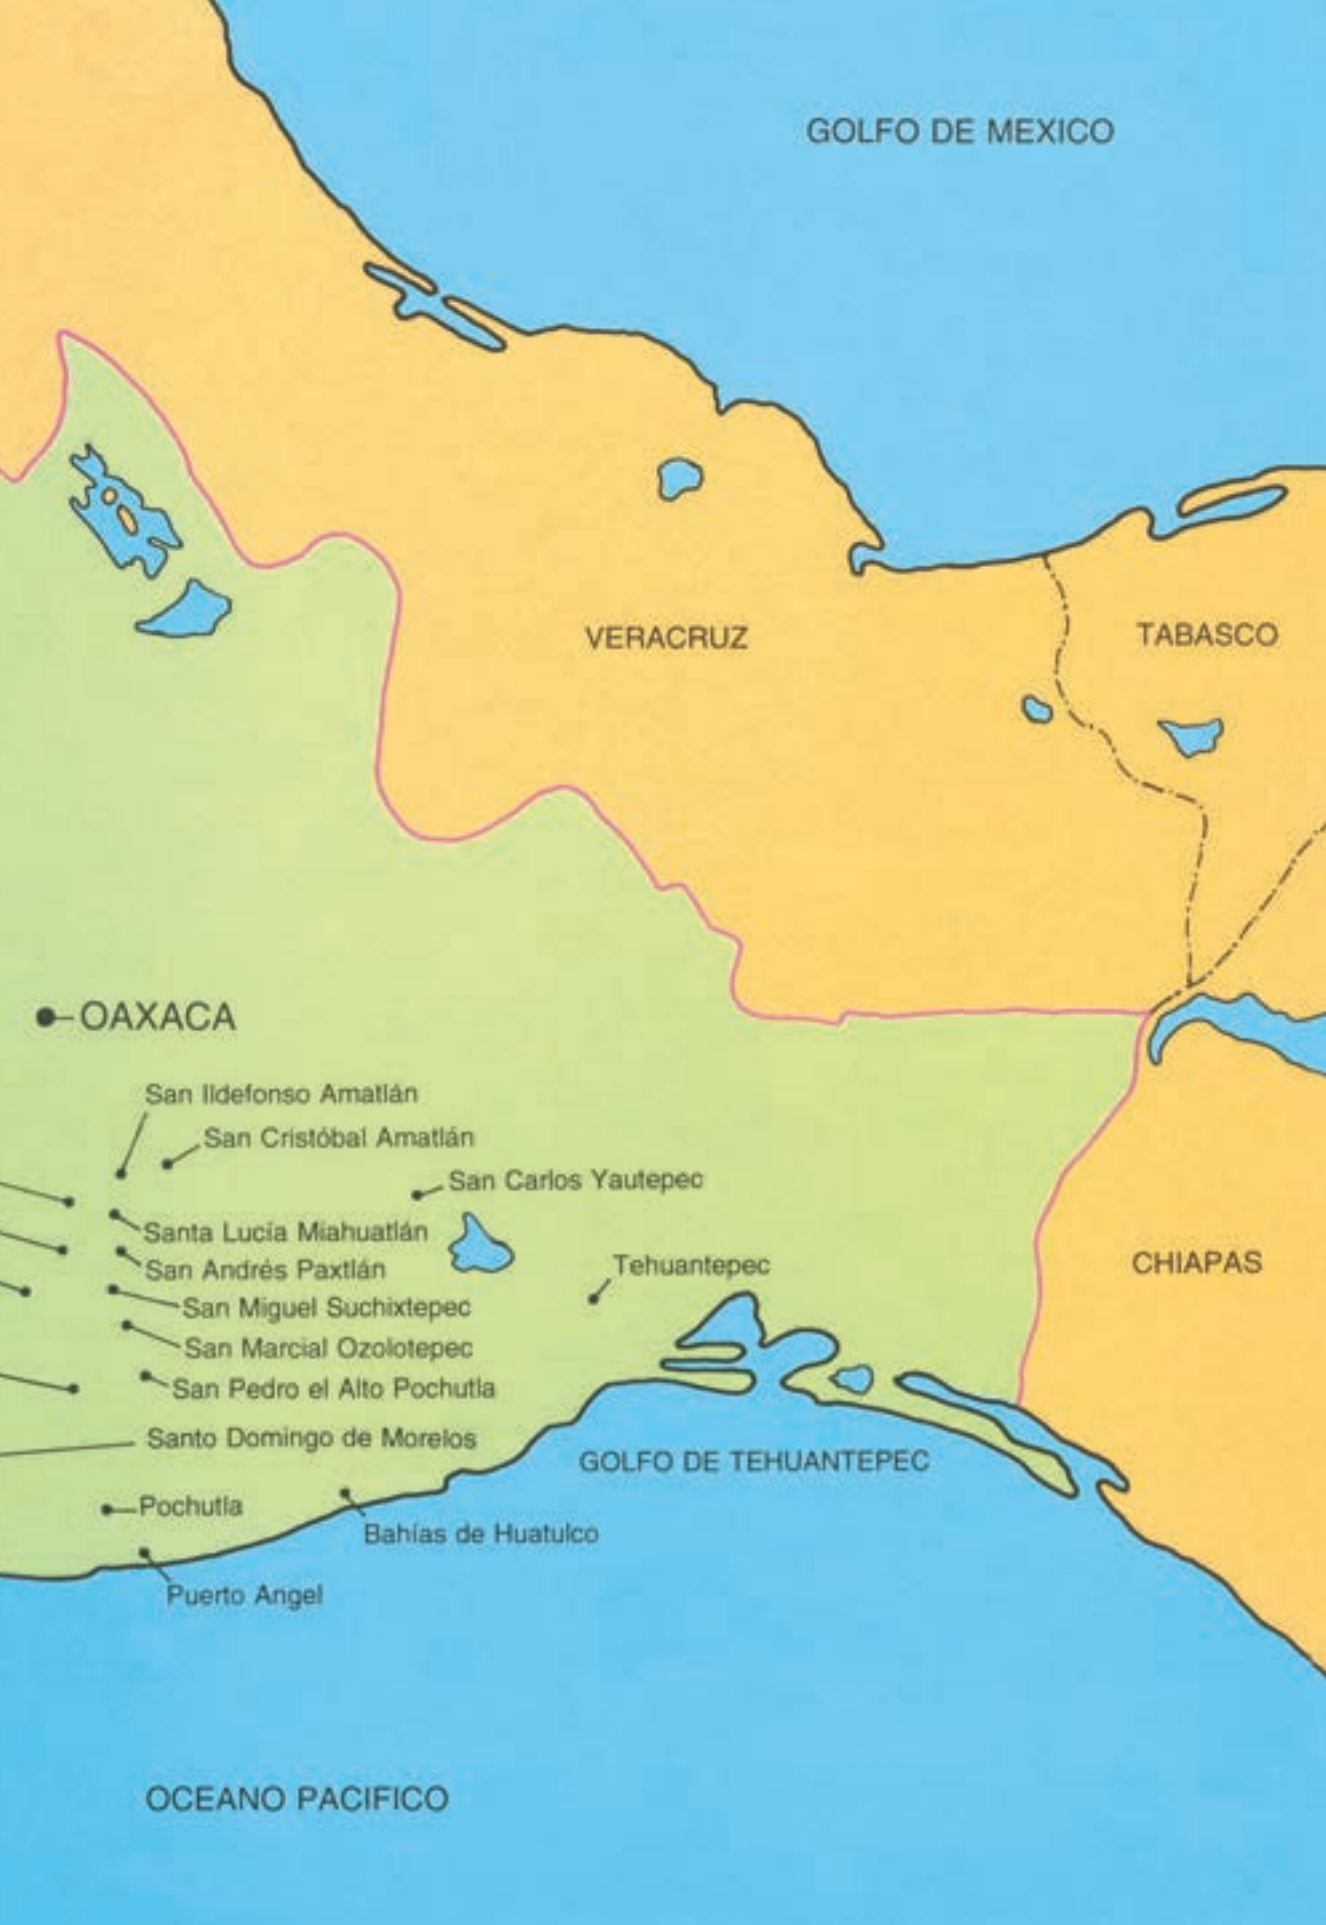 GOLFO DE MEXICO
VERACRUZ
TABASCO
OAXACA
San Ildefonso Amatlán
San Cristóbal Amatlán
San Carlos Yautepec
Santa Lucía Miahuatlán
San Andrés Paxtlán
Tehuantepec
CHIAPAS
San Miguel Suchixtepec
San Marcial Ozolotepec
San Pedro el Alto Pochutla
Santo Domingo de Morelos
GOLFO DE TEHUANTEPEC
Pochutla
Bahías de Huatulco
Puerto Angel
OCEANO PACIFICO